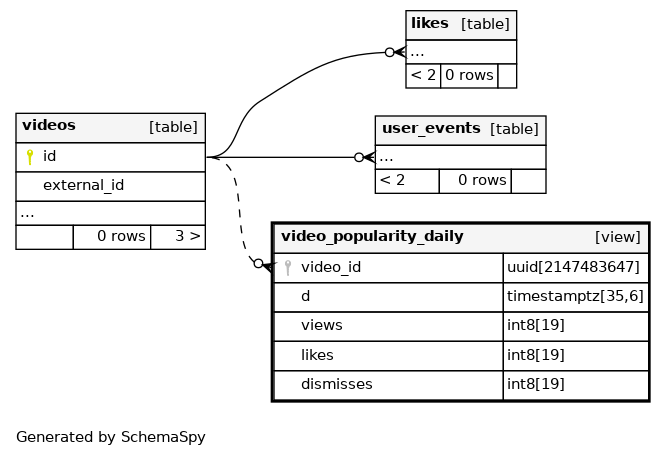 likes [table]
...
< 2 0 rows
videos [table]
id
external_id
...
0 rows 3 >
user_events [table]
...
< 2 0 rows
video_popularity_daily [view]
video_id uuid[2147483647]
d timestamptz[35,6]
views int8[19]
likes int8[19]
dismisses int8[19]
Generated by SchemaSpy